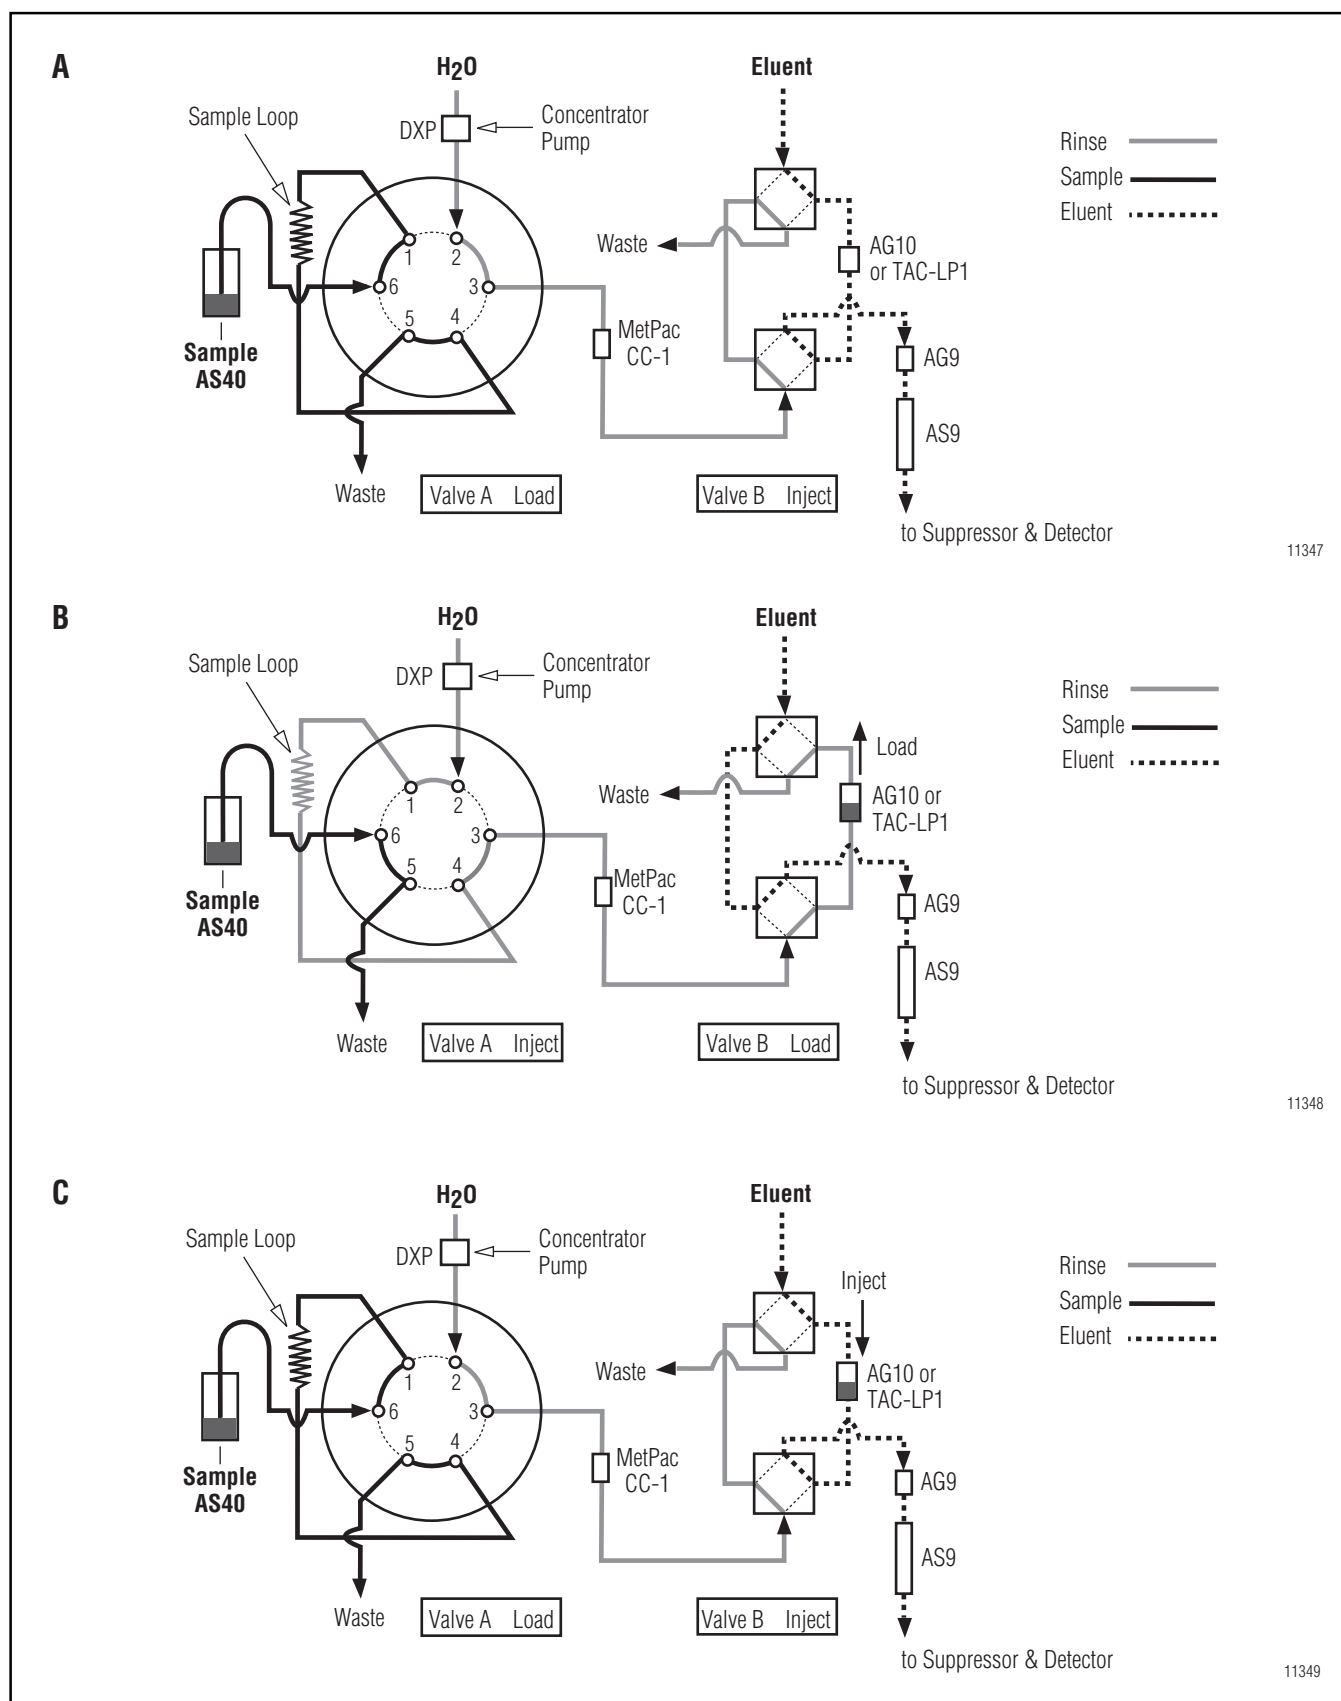 A
H2O
Eluent
Sample Loop
DXP
Concentrator
Pump
Rinse
Sample
Eluent
Waste
AG10
or TAC-LP1
1
2
6
3
5
4
MetPac
CC-1
Sample
AS40
AG9
AS9
Waste
Valve A Load
Valve B Inject
to Suppressor & Detector
11347
B
H2O
Eluent
Sample Loop
DXP
Concentrator
Pump
Rinse
Sample
Eluent
Load
Waste
AG10 or
TAC-LP1
1
2
6
3
5
4
MetPac
CC-1
Sample
AS40
AG9
AS9
Waste
Valve A Inject
Valve B Load
to Suppressor & Detector
11348
C
H2O
Eluent
Sample Loop
DXP
Concentrator
Pump
Rinse
Sample
Eluent
Inject
Waste
AG10 or
TAC-LP1
1
2
6
3
5
4
MetPac
CC-1
Sample
AS40
AG9
AS9
Waste
Valve A Load
Valve B Inject
to Suppressor & Detector
11349